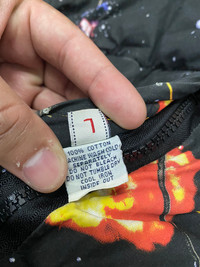 L
100% COTTON
MACHINE WASH COLD
SEPARATELY
DO NOT BLEACH
DO NOT TUMBLE DRY
COOL IRON
INSIDE OUT